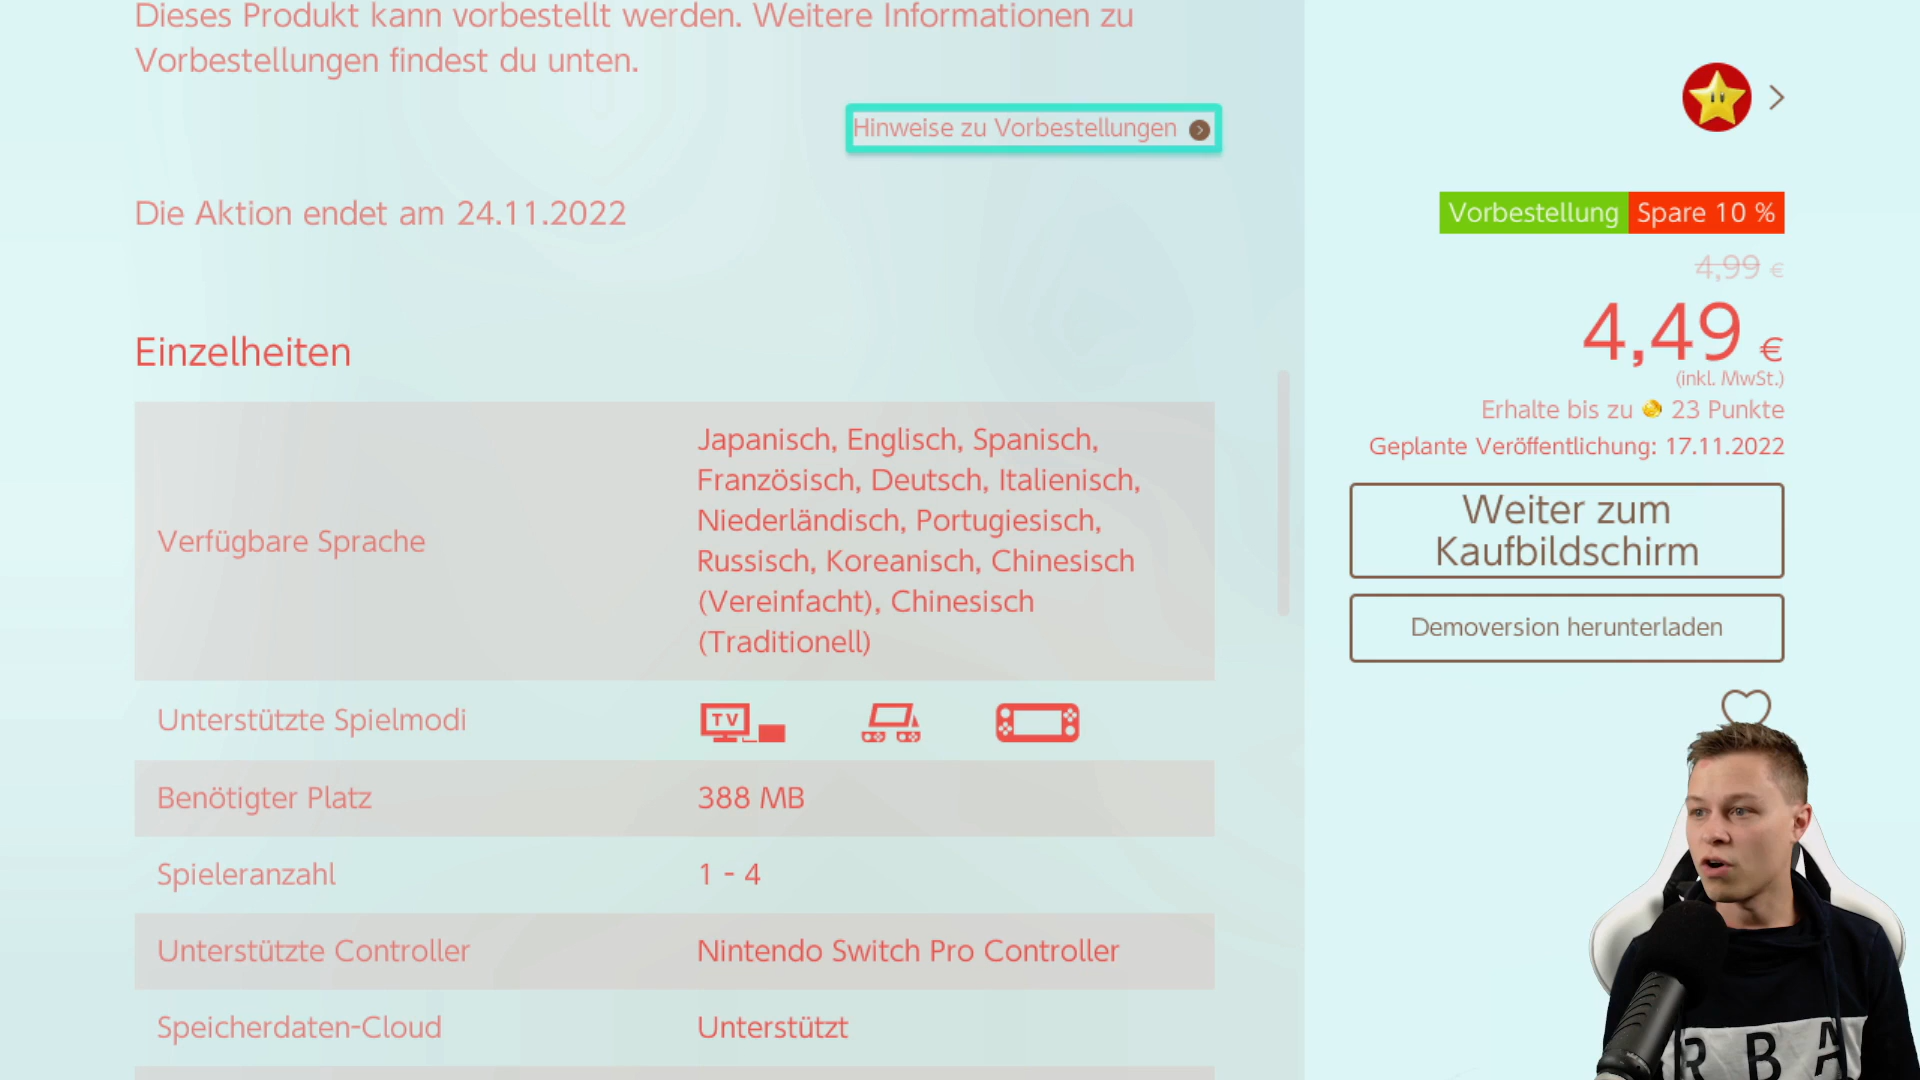 Dieses Produkt kann vorbestellt werden. Weitere Informationen zu
Vorbestellungen findest du unten.
Hinweise zu Vorbestellungen
Die Aktion endet am 24.11.2022
Einzelheiten
Verfügbare Sprache
Japanisch, Englisch, Spanisch,
Französisch, Deutsch, Italienisch,
Niederländisch, Portugiesisch,
Russisch, Koreanisch, Chinesisch
(Vereinfacht), Chinesisch
(Traditionell)
Unterstützte Spielmodi
TV
Benötigter Platz
388 MB
Spieleranzahl
1 - 4
Unterstützte Controller
Nintendo Switch Pro Controller
Speicherdaten-Cloud
Unterstützt
Vorbestellung
Spare 10 %
4,99 €
4,49 €
(inkl. MwSt.)
Erhalte bis zu 23 Punkte
Geplante Veröffentlichung: 17.11.2022
Weiter zum
Kaufbildschirm
Demoversion herunterladen
RBA